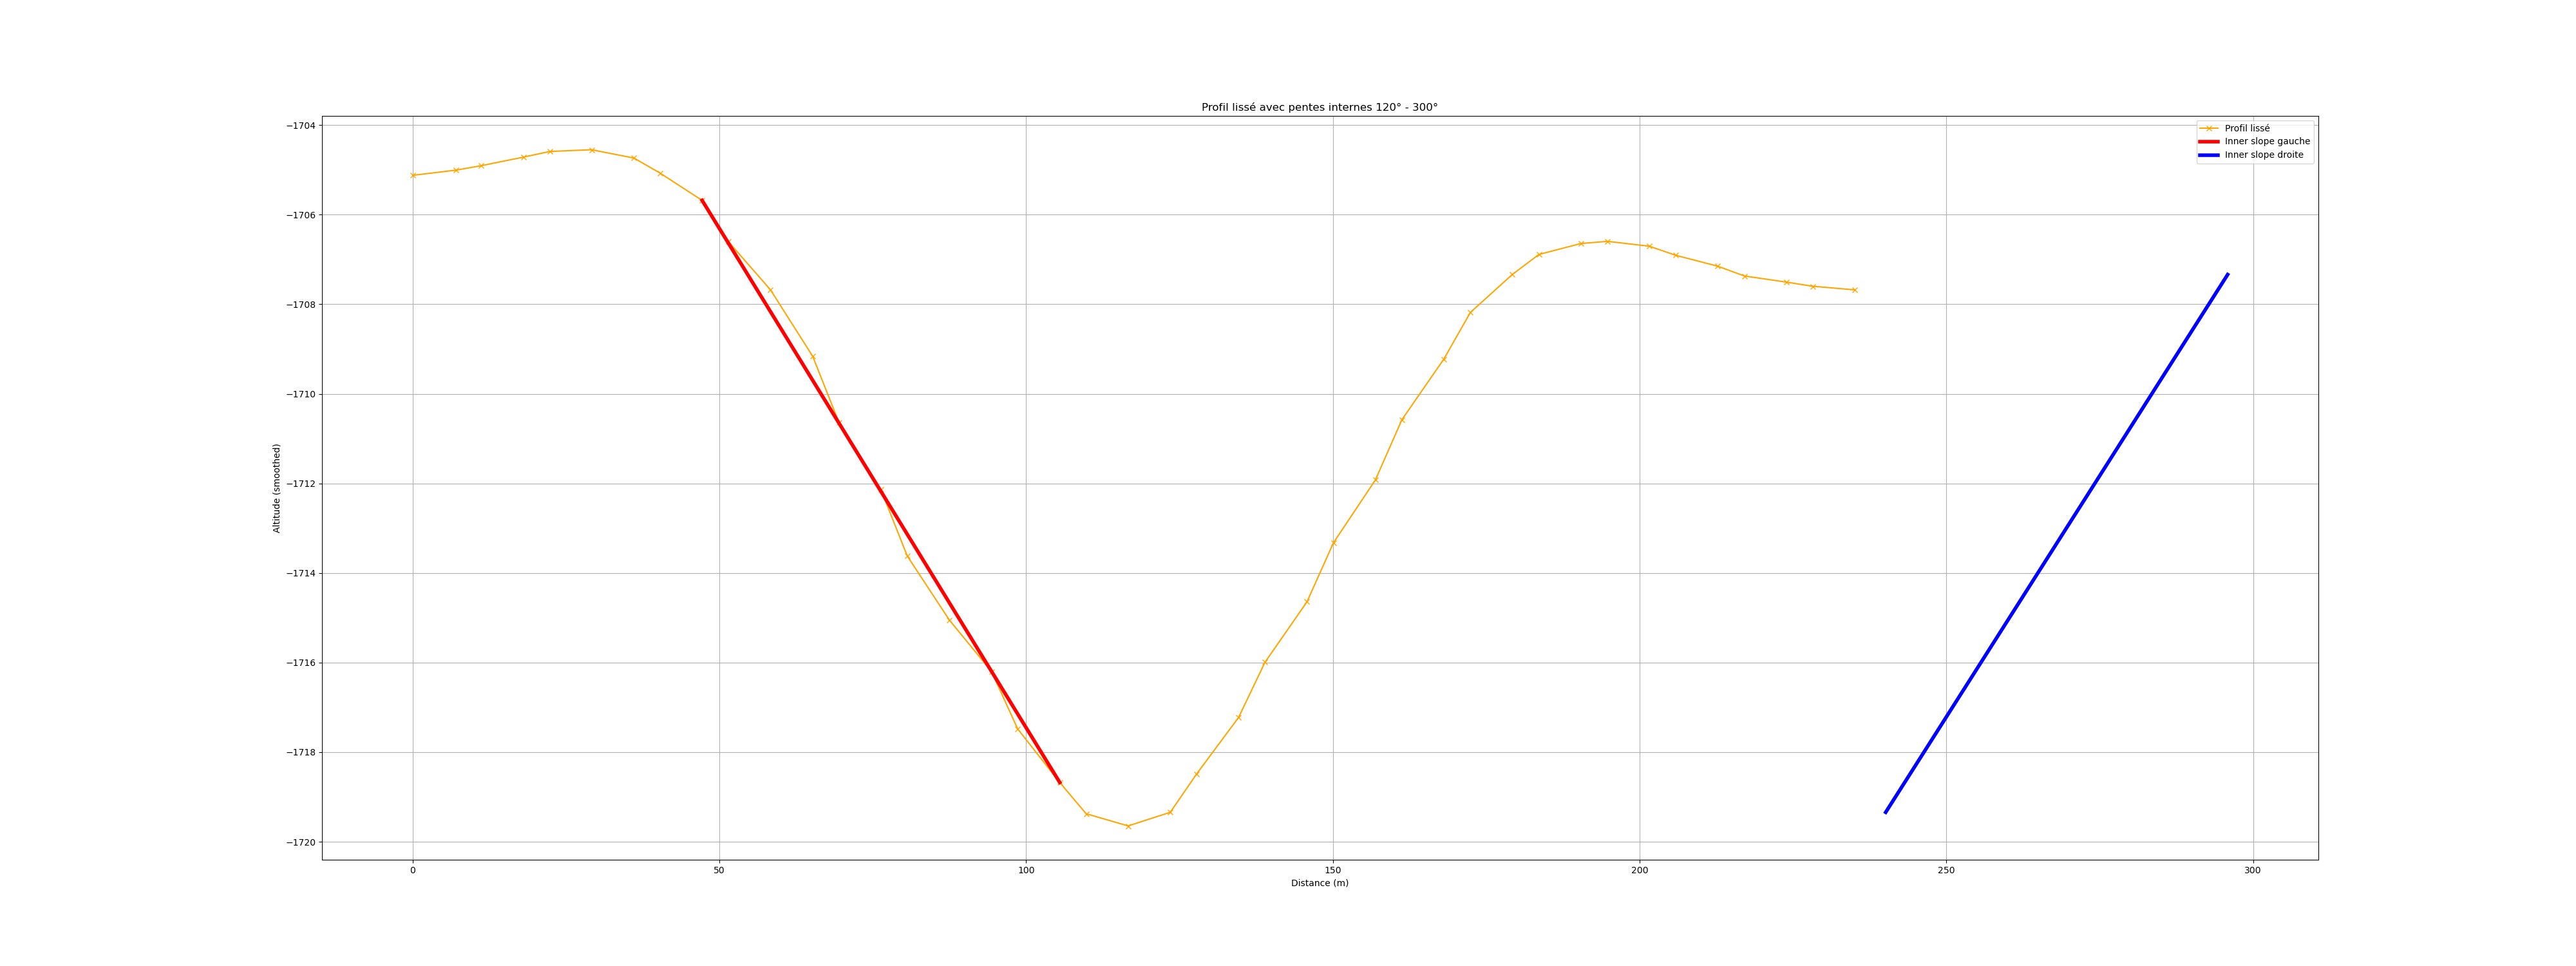 Profil lissé avec pentes internes 120° - 300°
Profil lissé
Inner slope gauche
Inner slope droite
Altitude (smoothed)
−1704
−1706
−1708
−1710
−1712
−1714
−1716
−1718
−1720
0 50 100 150 200 250 300
Distance (m)